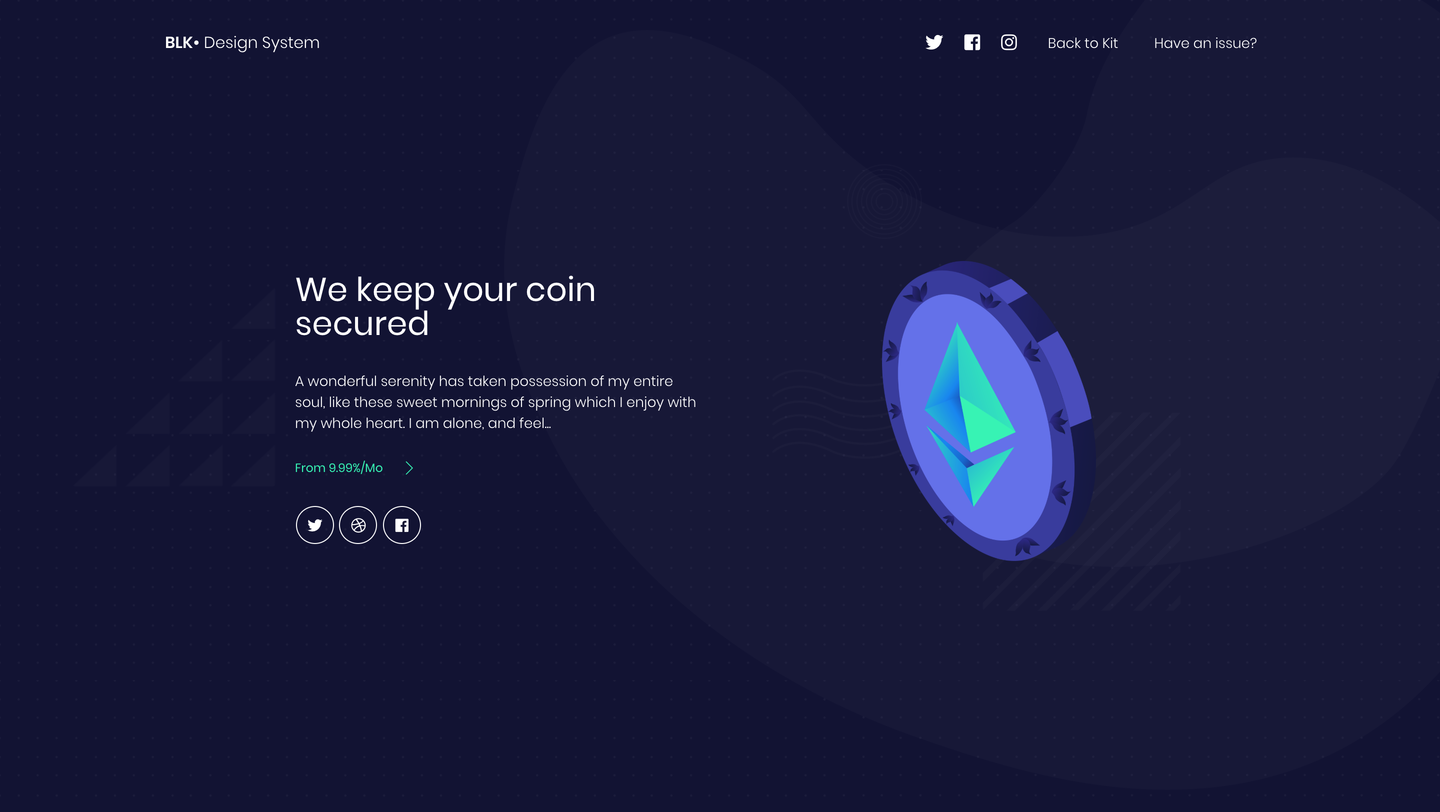 BLK• Design System
Back to Kit
Have an issue?
We keep your coin
secured
A wonderful serenity has taken possession of my entire
soul, like these sweet mornings of spring which I enjoy with
my whole heart. I am alone, and feel...
From 9.99%/Mo